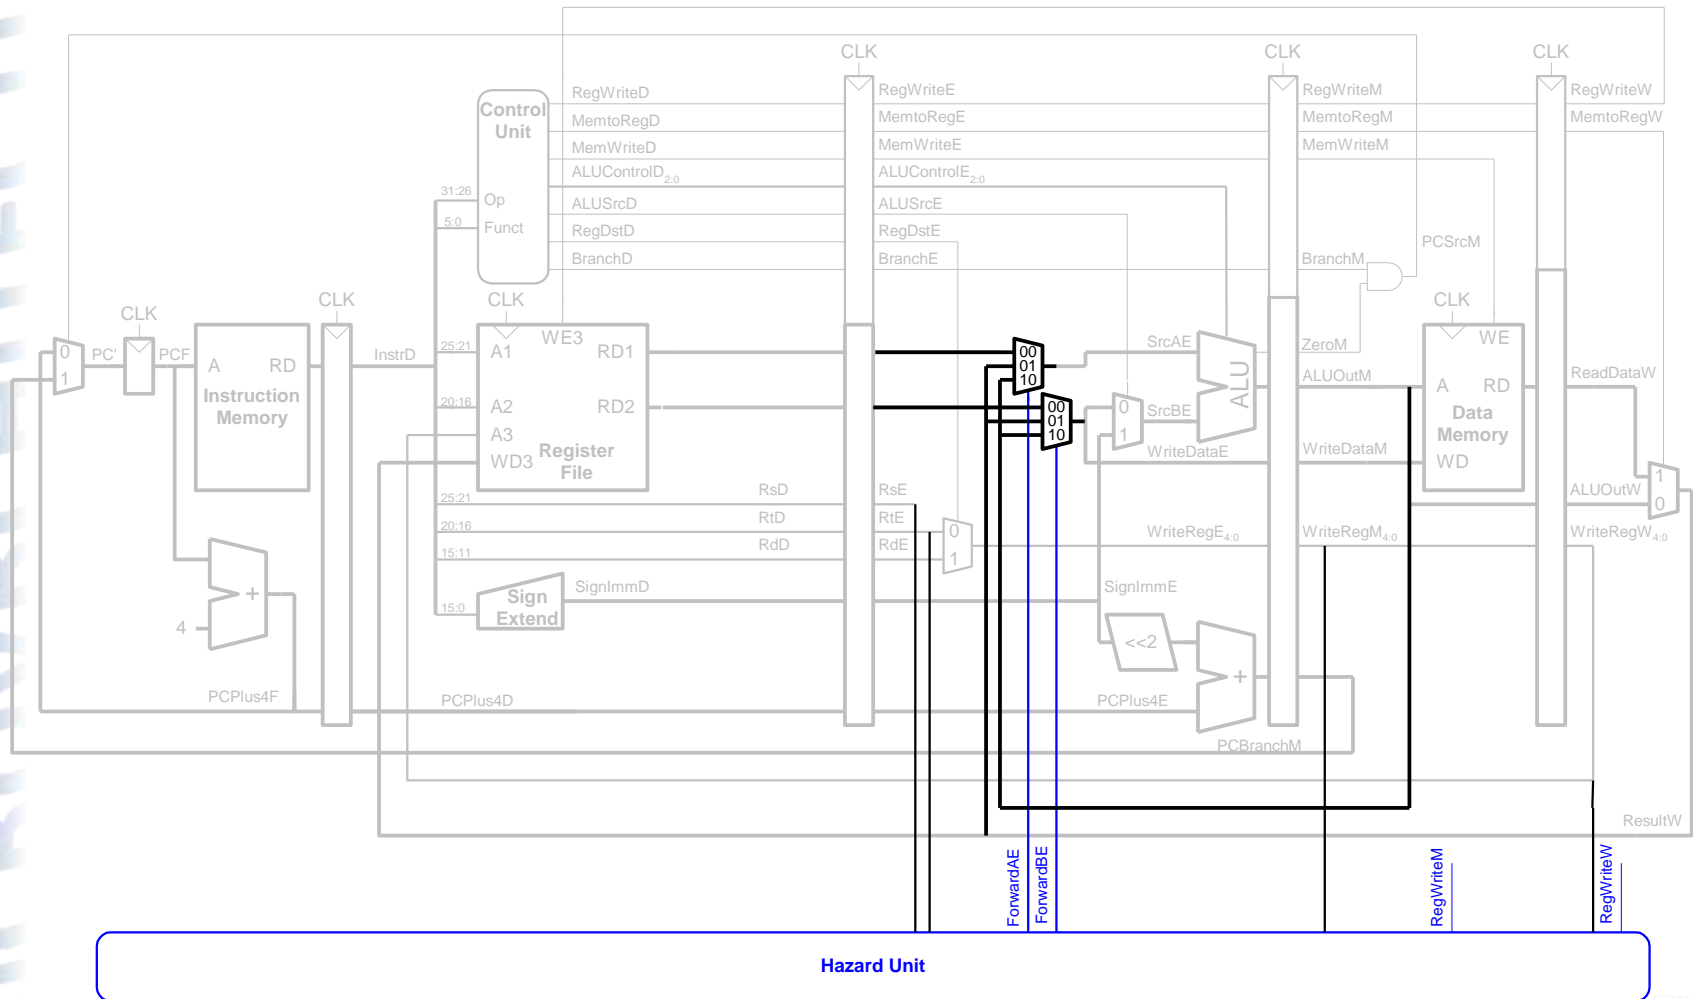 CLK
CLK
CLK
RegWriteD
RegWriteE
RegWriteM
RegWriteW
Control
Unit
MemtoRegD
MemtoRegE
MemtoRegM
MemtoRegW
MemWriteD
MemWriteE
MemWriteM
ALUControlD2:0
ALUControlE2:0
31:26
Op
ALUSrcD
ALUSrcE
5:0
Funct
RegDstD
RegDstE
PCSrcM
BranchD
BranchE
BranchM
CLK
CLK
CLK
CLK
0
1
PC'
PCF
A
RD
Instruction
Memory
InstrD
25:21
A1
WE3
RD1
20:16
A2
RD2
A3
WD3
Register
File
00
01
10
00
01
10
SrcAE
0
1
SrcBE
ALU
ZeroM
ALUOutM
WE
A
RD
Data
Memory
WD
ReadDataW
WriteDataE
WriteDataM
1
0
ALUOutW
25:21
RsD
RsE
20:16
RtD
RtE
0
1
15:11
RdD
RdE
WriteRegE4:0
WriteRegM4:0
WriteRegW4:0
15:0
Sign
Extend
SignImmD
SignImmE
+
4
<<2
+
PCPlus4F
PCPlus4D
PCPlus4E
PCBranchM
ResultW
ForwardAE
ForwardBE
RegWriteM
RegWriteW
Hazard Unit